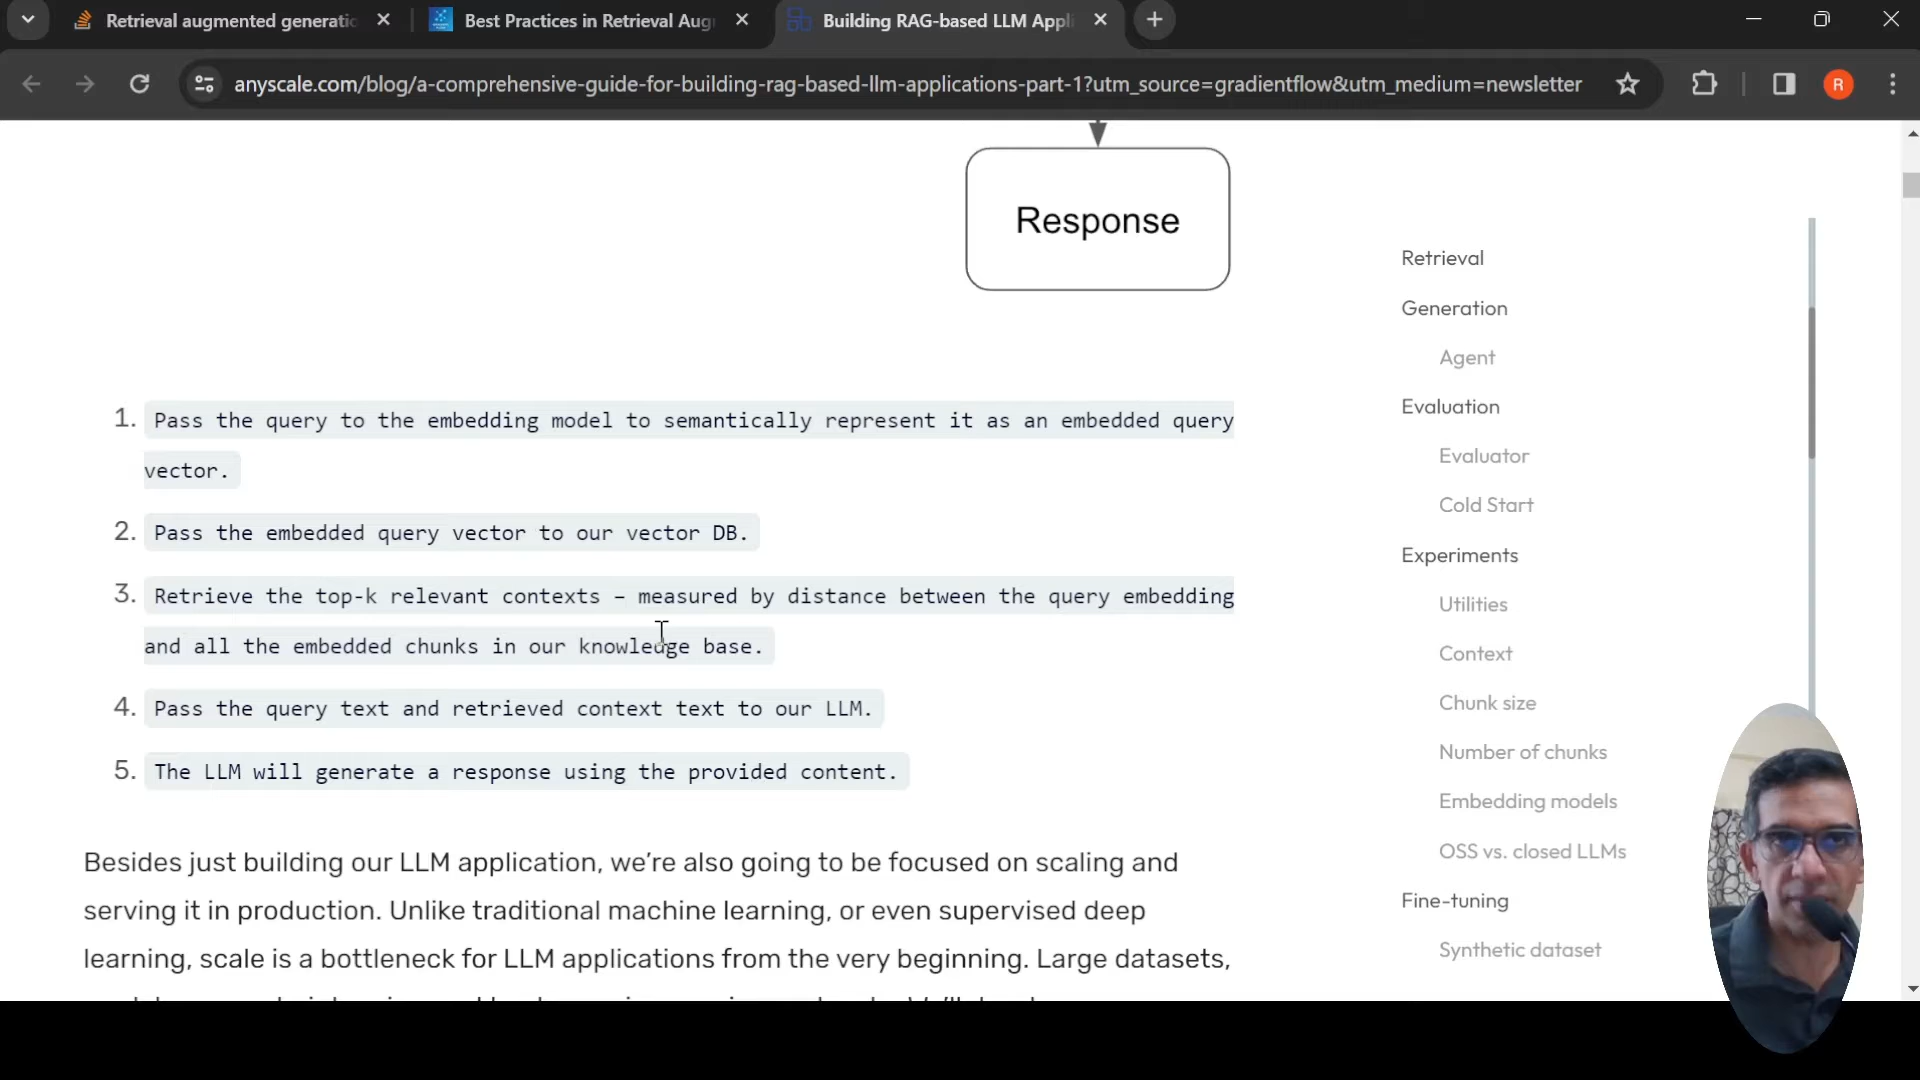 Retrieval augmented generatio
Best Practices in Retrieval Aug
Building RAG-based LLM Appl
anyscale.com/blog/a-comprehensive-guide-for-building-rag-based-llm-applications-part-1?utm_source=gradientflow&utm_medium=newsletter
R
Response
1. Pass the query to the embedding model to semantically represent it as an embedded query
vector.
2. Pass the embedded query vector to our vector DB.
3. Retrieve the top-k relevant contexts – measured by distance between the query embedding
and all the embedded chunks in our knowledge base.
4. Pass the query text and retrieved context text to our LLM.
5. The LLM will generate a response using the provided content.
Besides just building our LLM application, we’re also going to be focused on scaling and
serving it in production. Unlike traditional machine learning, or even supervised deep
learning, scale is a bottleneck for LLM applications from the very beginning. Large datasets,
Retrieval
Generation
Agent
Evaluation
Evaluator
Cold Start
Experiments
Utilities
Context
Chunk size
Number of chunks
Embedding models
OSS vs. closed LLMs
Fine-tuning
Synthetic dataset